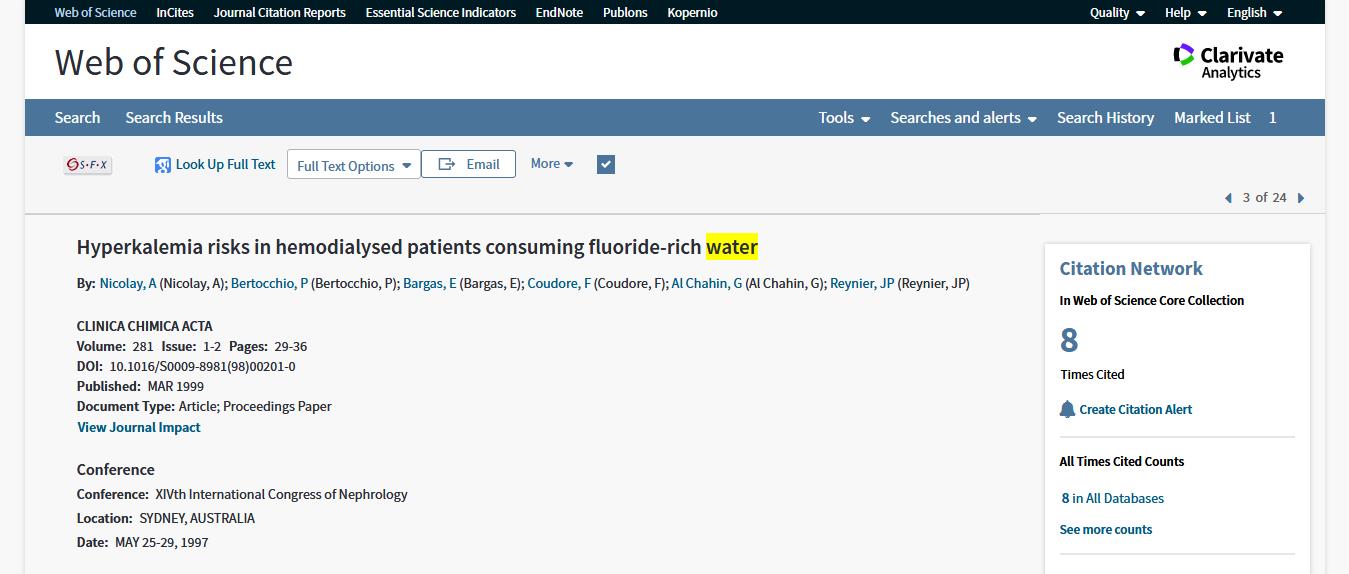 Web of Science InCites Journal Citation Reports Essential Science Indicators EndNote Publons Kopernio Quality Help English
Web of Science
Clarivate
Analytics
Search Search Results Tools Searches and alerts Search History Marked List 1
S·F·X Look Up Full Text Full Text Options Email More
3 of 24
Hyperkalemia risks in hemodialysed patients consuming fluoride-rich water
By: Nicolay, A (Nicolay, A); Bertocchio, P (Bertocchio, P); Bargas, E (Bargas, E); Coudore, F (Coudore, F); Al Chahin, G (Al Chahin, G); Reynier, JP (Reynier, JP)
CLINICA CHIMICA ACTA
Volume: 281 Issue: 1-2 Pages: 29-36
DOI: 10.1016/S0009-8981(98)00201-0
Published: MAR 1999
Document Type: Article; Proceedings Paper
View Journal Impact
Conference
Conference: XIVth International Congress of Nephrology
Location: SYDNEY, AUSTRALIA
Date: MAY 25-29, 1997
Citation Network
In Web of Science Core Collection
8
Times Cited
Create Citation Alert
All Times Cited Counts
8 in All Databases
See more counts